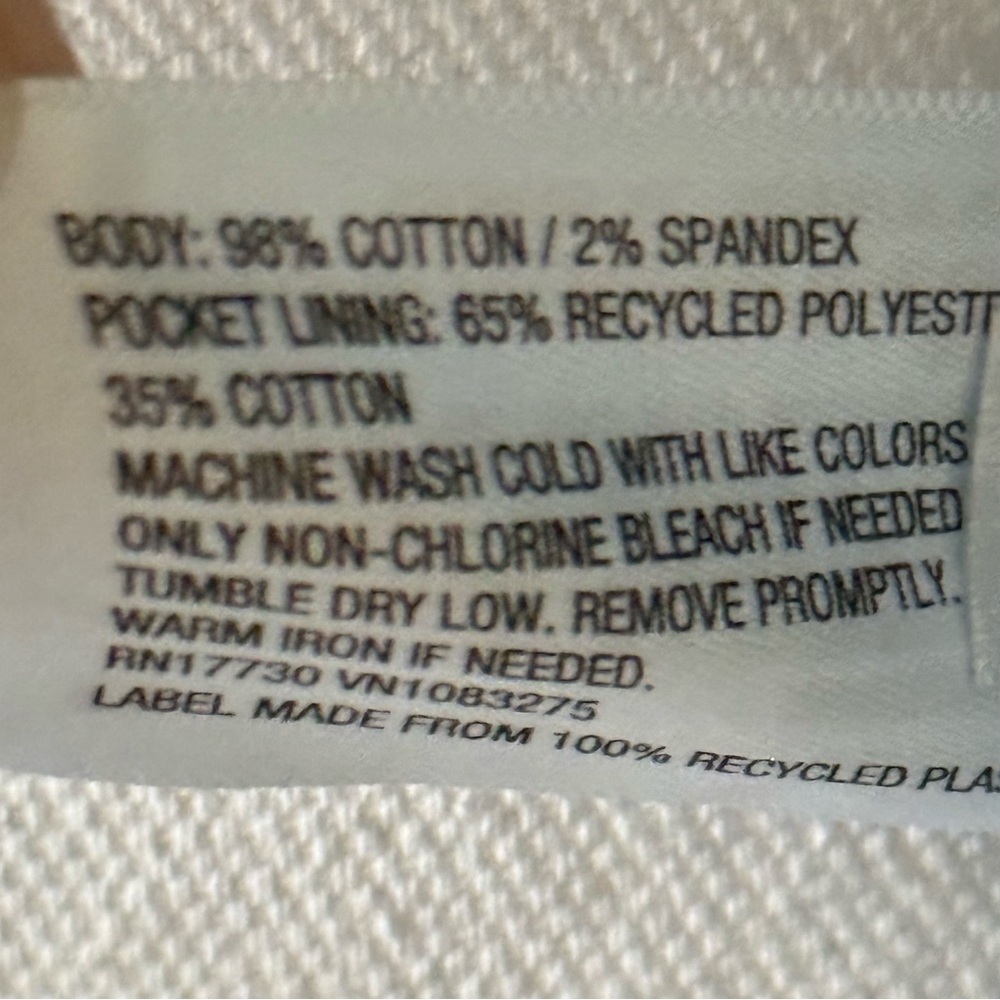 BODY: 98% COTTON / 2% SPANDEX
POCKET LINING: 65% RECYCLED
35% COTTON
MACHINE WASH COLD WITH LIKE COLORS
ONLY NON-CHLORINE BLEACH IF NEEDED
TUMBLE DRY LOW. REMOVE PROMPTLY.
WARM IRON IF NEEDED.
RN17730 VN1083275
LABEL MADE FROM 100% RECYCLED